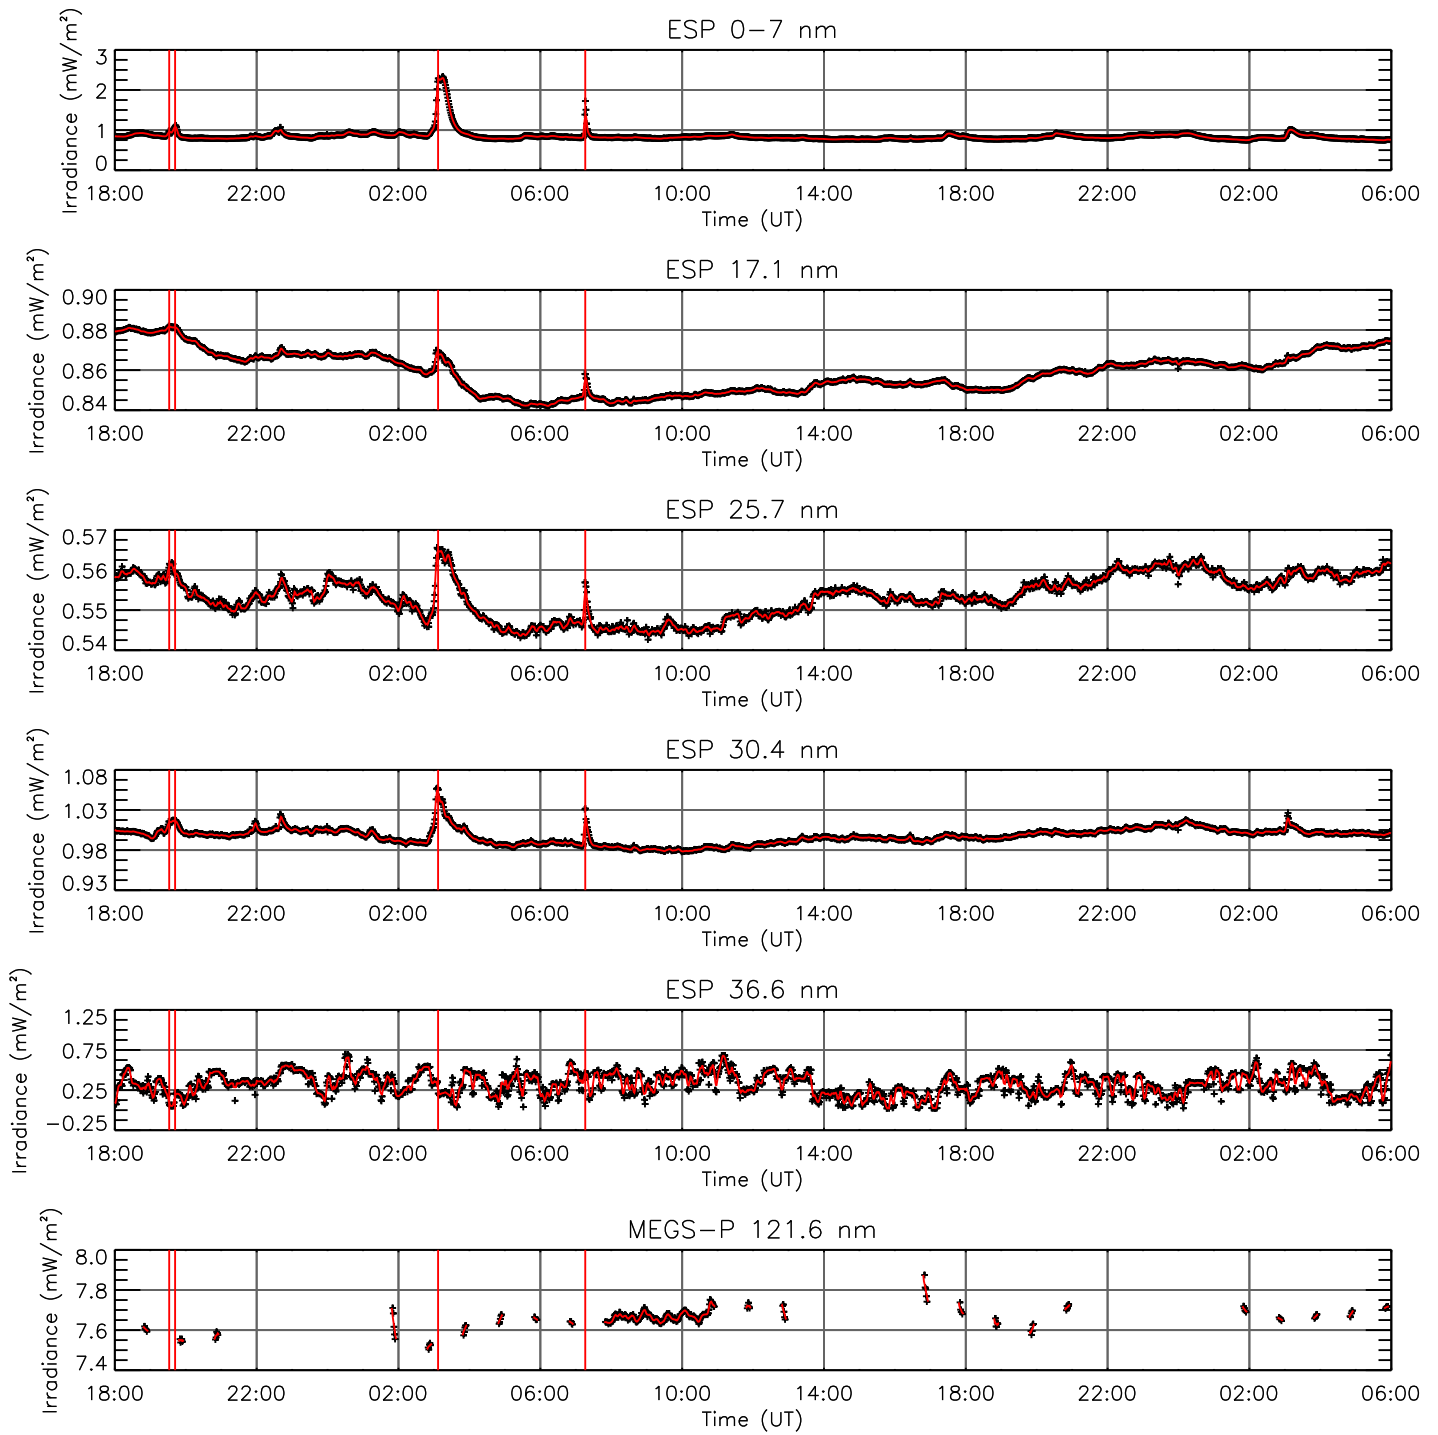 ESP 0-7 nm
Irradiance (mW/m²)
3
2
1
0
18:00 22:00 02:00 06:00 10:00 14:00 18:00 22:00 02:00 06:00
Time (UT)
ESP 17.1 nm
Irradiance (mW/m²)
0.90
0.88
0.86
0.84
18:00 22:00 02:00 06:00 10:00 14:00 18:00 22:00 02:00 06:00
Time (UT)
ESP 25.7 nm
Irradiance (mW/m²)
0.57
0.56
0.55
0.54
18:00 22:00 02:00 06:00 10:00 14:00 18:00 22:00 02:00 06:00
Time (UT)
ESP 30.4 nm
Irradiance (mW/m²)
1.08
1.03
0.98
0.93
18:00 22:00 02:00 06:00 10:00 14:00 18:00 22:00 02:00 06:00
Time (UT)
ESP 36.6 nm
Irradiance (mW/m²)
1.25
0.75
0.25
-0.25
18:00 22:00 02:00 06:00 10:00 14:00 18:00 22:00 02:00 06:00
Time (UT)
MEGS-P 121.6 nm
Irradiance (mW/m²)
8.0
7.8
7.6
7.4
18:00 22:00 02:00 06:00 10:00 14:00 18:00 22:00 02:00 06:00
Time (UT)